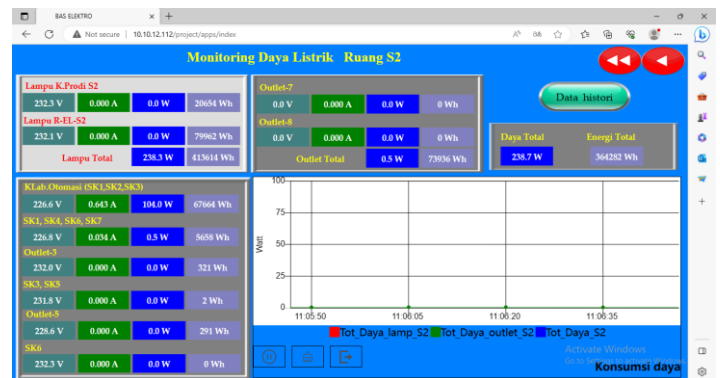 BAS ELEKTRO
Not secure 10.10.12.112/project/apps/index
Monitoring Daya Listrik Ruang S2
Lampu K.Prodi S2
232.3 V 0.000 A 0.0 W 20654 Wh
Lampu R-EL-S2
232.1 V 0.000 A 0.0 W 79962 Wh
Lampu Total 238.3 W 413614 Wh
Outlet-7
0.0 V 0.000 A 0.0 W 0 Wh
Outlet-8
0.0 V 0.000 A 0.0 W 0 Wh
Outlet Total 0.5 W 73936 Wh
Data histori
Daya Total Energi Total
238.7 W 364282 Wh
KLab.Otomasi (SK1,SK2,SK3)
226.6 V 0.643 A 104.0 W 67664 Wh
SK1, SK4, SK6, SK7
226.8 V 0.034 A 0.5 W 5658 Wh
Outlet-3
232.0 V 0.000 A 0.0 W 321 Wh
SK3, SK5
231.8 V 0.000 A 0.0 W 2 Wh
Outlet-5
228.6 V 0.000 A 0.0 W 291 Wh
SK6
232.3 V 0.000 A 0.0 W 0 Wh
100
75
50
25
0
Watt
11:05:50 11:06:05 11:06:20 11:06:35
Tot_Daya_lamp_S2 Tot_Daya_outlet_S2 Tot_Daya_S2
Activate Windows
Go to Settings to activate Windows.
Konsumsi daya